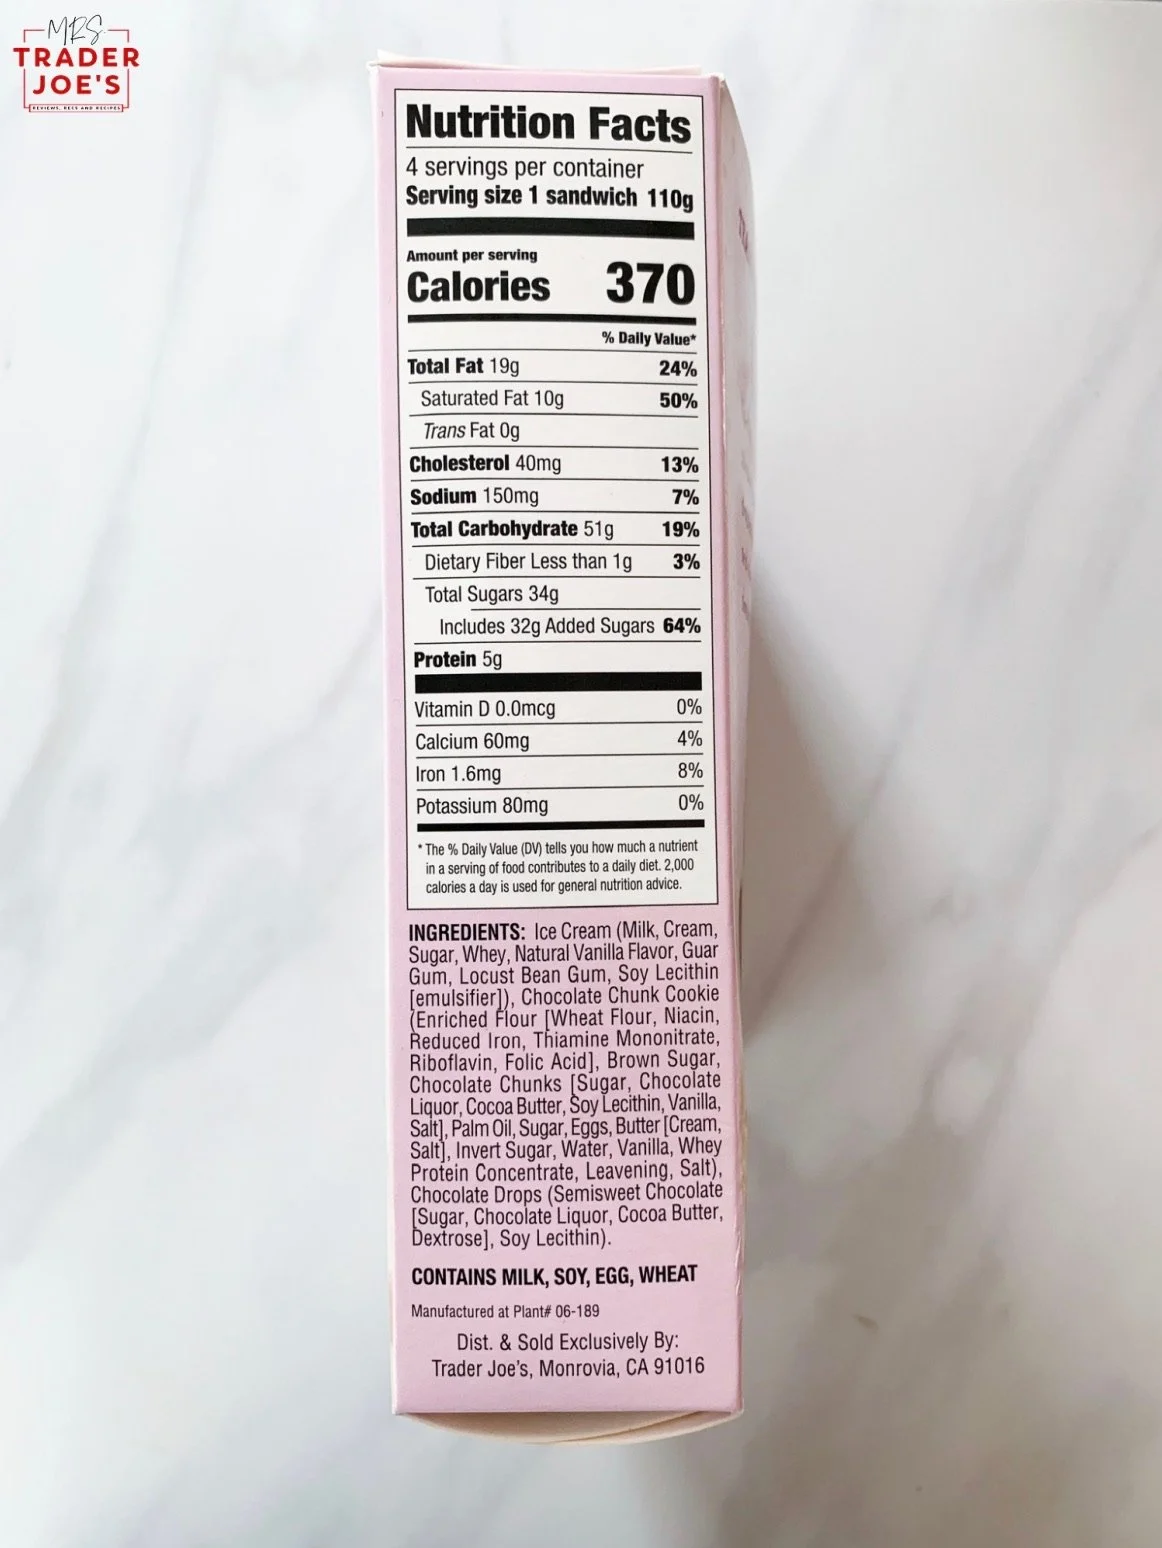 MRS.
TRADER
JOE'S
REVIEWS, RECS AND RECIPES
Nutrition Facts
4 servings per container
Serving size 1 sandwich 110g
Amount per serving
Calories 370
% Daily Value*
Total Fat 19g 24%
Saturated Fat 10g 50%
Trans Fat 0g
Cholesterol 40mg 13%
Sodium 150mg 7%
Total Carbohydrate 51g 19%
Dietary Fiber Less than 1g 3%
Total Sugars 34g
Includes 32g Added Sugars 64%
Protein 5g
Vitamin D 0.0mcg 0%
Calcium 60mg 4%
Iron 1.6mg 8%
Potassium 80mg 0%
* The % Daily Value (DV) tells you how much a nutrient
in a serving of food contributes to a daily diet. 2,000
calories a day is used for general nutrition advice.
INGREDIENTS: Ice Cream (Milk, Cream,
Sugar, Whey, Natural Vanilla Flavor, Guar
Gum, Locust Bean Gum, Soy Lecithin
[emulsifier]), Chocolate Chunk Cookie
(Enriched Flour [Wheat Flour, Niacin,
Reduced Iron, Thiamine Mononitrate,
Riboflavin, Folic Acid], Brown Sugar,
Chocolate Chunks [Sugar, Chocolate
Liquor, Cocoa Butter, Soy Lecithin, Vanilla,
Salt], Palm Oil, Sugar, Eggs, Butter [Cream,
Salt], Invert Sugar, Water, Vanilla, Whey
Protein Concentrate, Leavening, Salt),
Chocolate Drops (Semisweet Chocolate
[Sugar, Chocolate Liquor, Cocoa Butter,
Dextrose], Soy Lecithin).
CONTAINS MILK, SOY, EGG, WHEAT
Manufactured at Plant# 06-189
Dist. & Sold Exclusively By:
Trader Joe's, Monrovia, CA 91016